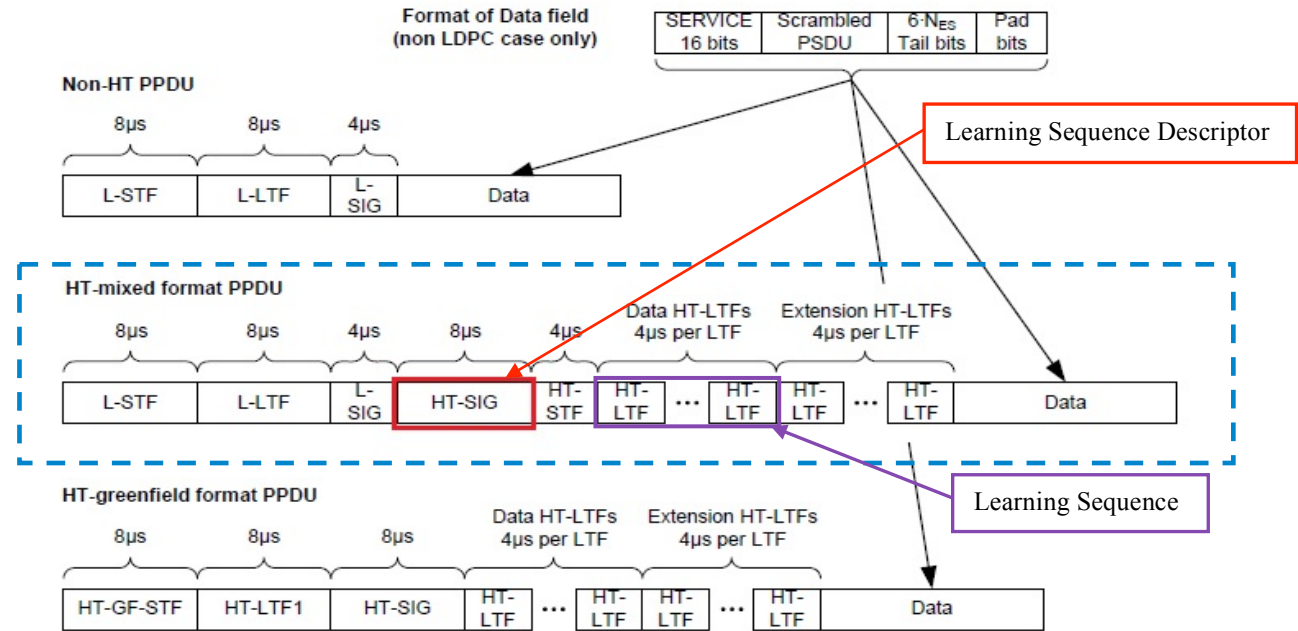 Format of Data field
(non LDPC case only)
SERVICE 16 bits
Scrambled PSDU
6·NES Tail bits
Pad bits
Learning Sequence Descriptor
Non-HT PPDU
8µs 8µs 4µs
L-STF L-LTF L-SIG Data
HT-mixed format PPDU
Data HT-LTFs
4µs per LTF
Extension HT-LTFs
4µs per LTF
8µs 8µs 4µs 8µs 4µs
L-STF L-LTF L-SIG HT-SIG HT-STF HT-LTF ... HT-LTF HT-LTF ... HT-LTF Data
Learning Sequence
HT-greenfield format PPDU
Data HT-LTFs
4µs per LTF
Extension HT-LTFs
4µs per LTF
8µs 8µs 8µs
HT-GF-STF HT-LTF1 HT-SIG HT-LTF ... HT-LTF HT-LTF ... HT-LTF Data